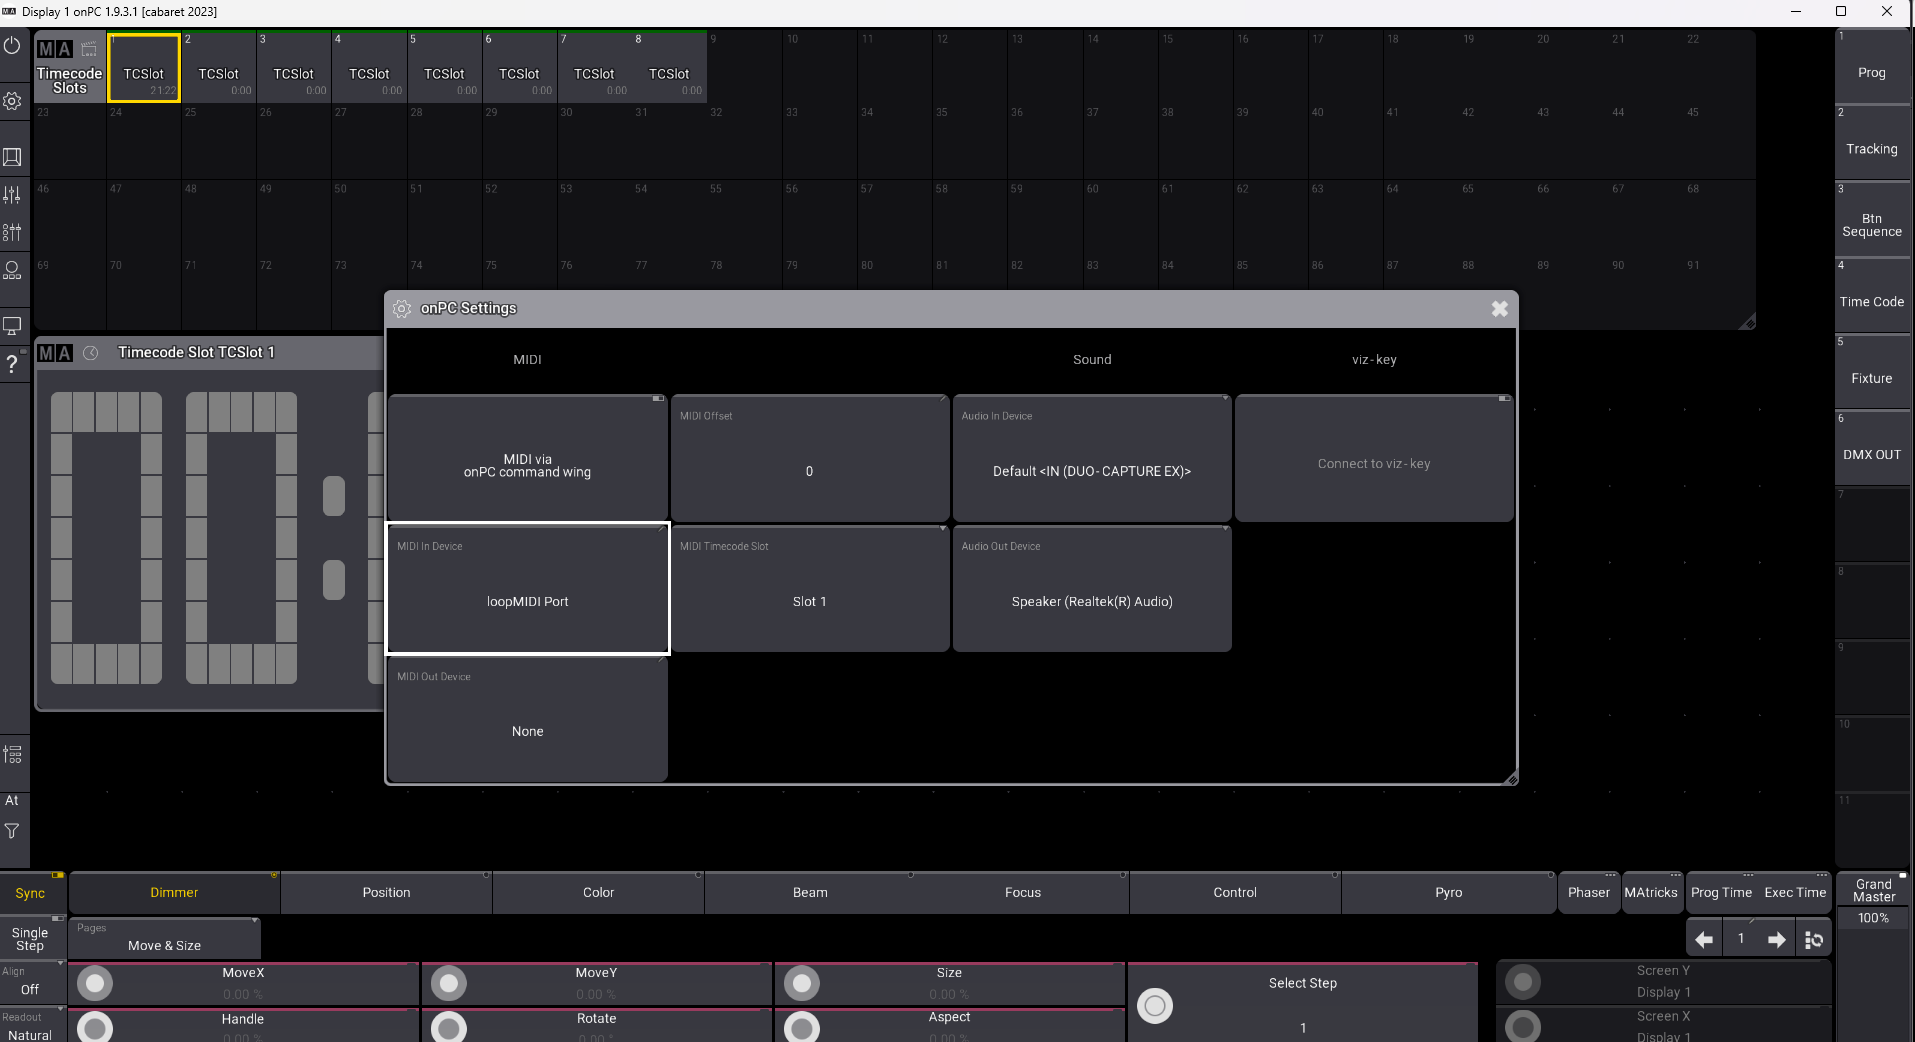 MA Display 1 onPC 1.9.3.1 [cabaret 2023]
MA
Timecode
Slots
1
TCSlot
21:22
2
TCSlot
0:00
3
TCSlot
0:00
4
TCSlot
0:00
5
TCSlot
0:00
6
TCSlot
0:00
7
TCSlot
0:00
8
TCSlot
0:00
9 10 11 12 13 14 15 16 17 18 19 20 21 22
23 24 25 26 27 28 29 30 31 32 33 34 35 36 37 38 39 40 41 42 43 44 45
46 47 48 49 50 51 52 53 54 55 56 57 58 59 60 61 62 63 64 65 66 67 68
69 70 71 72 73 74 75 76 77 78 79 80 81 82 83 84 85 86 87 88 89 90 91
MA Timecode Slot TCSlot 1
00:
onPC Settings
MIDI
Sound
viz-key
MIDI via
onPC command wing
MIDI Offset
0
Audio In Device
Default <IN (DUO-CAPTURE EX)>
Connect to viz-key
MIDI In Device
loopMIDI Port
MIDI Timecode Slot
Slot 1
Audio Out Device
Speaker (Realtek(R) Audio)
MIDI Out Device
None
1
Prog
2
Tracking
3
Btn
Sequence
4
Time Code
5
Fixture
6
DMX OUT
7
8
9
10
11
?
At
Sync
Dimmer
Position
Color
Beam
Focus
Control
Pyro
Phaser
MAtricks
Prog Time
Exec Time
Grand
Master
100%
Single
Step
Pages
Move & Size
1
Align
Off
MoveX
0.00 %
MoveY
0.00 %
Size
0.00 %
Select Step
1
Screen Y
Display 1
Readout
Natural
Handle
0.00 %
Rotate
0.00 °
Aspect
0.00 %
Screen X
Display 1